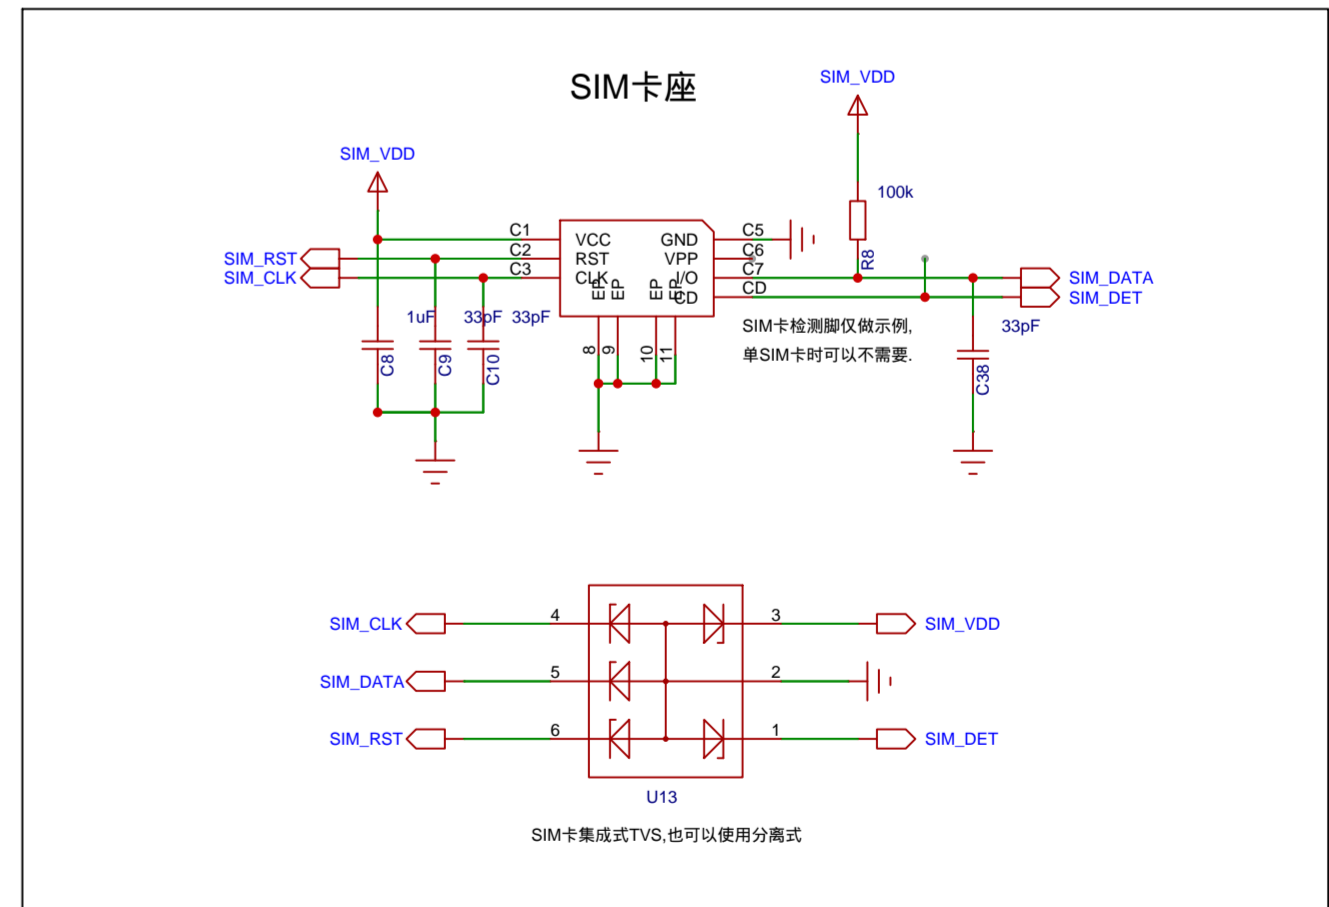 SIM卡座
SIM_VDD
SIM_VDD
100k
R8
SIM_RST
SIM_CLK
C1
C2
C3
VCC
RST
CLK
GND
VPP
I/O
CD
EP
EP
EP
EP
C5
C6
C7
CD
SIM_DATA
SIM_DET
1uF
33pF
33pF
C8
C9
C10
8
9
10
11
SIM卡检测脚仅做示例,
单SIM卡时可以不需要.
33pF
C38
SIM_CLK
4
3
SIM_VDD
SIM_DATA
5
2
SIM_RST
6
1
SIM_DET
U13
SIM卡集成式TVS,也可以使用分离式